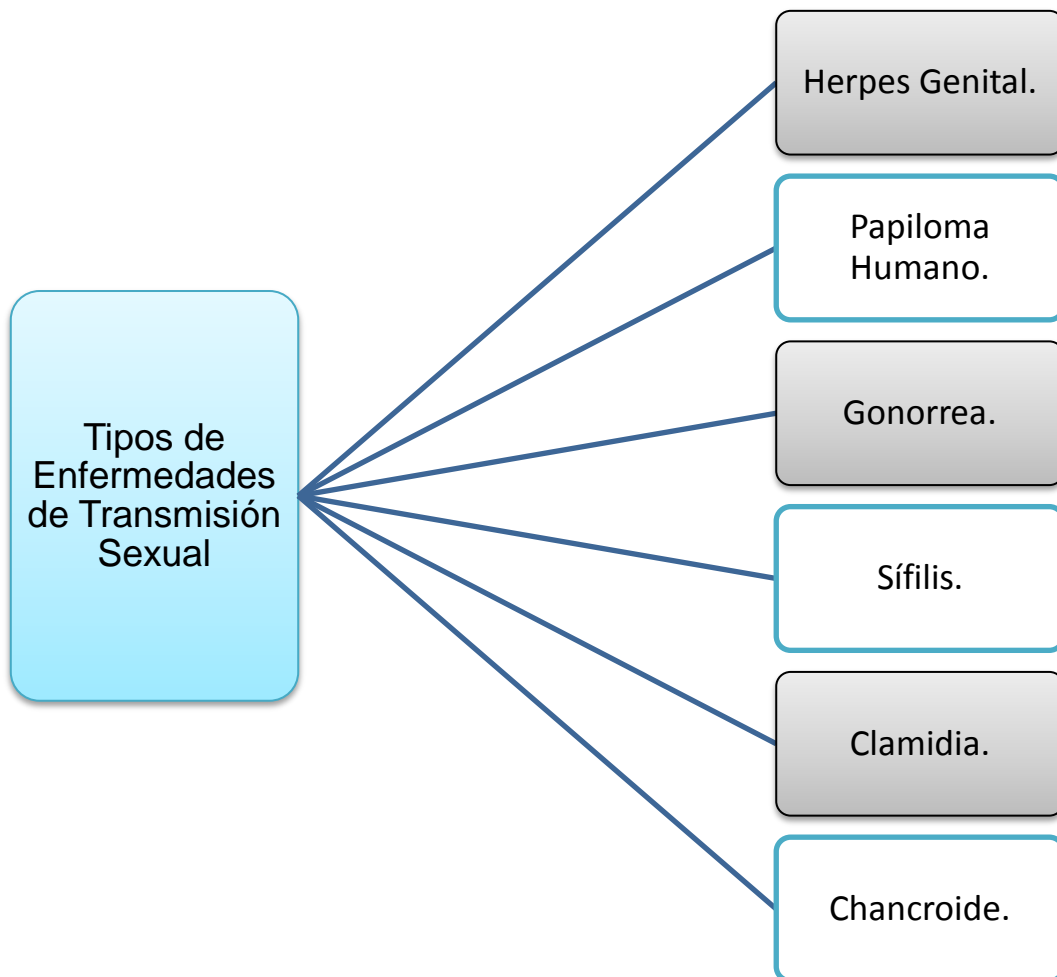 Herpes Genital.
Papiloma
Humano.
Gonorrea.
Tipos de
Enfermedades
de Transmisión
Sexual
Sífilis.
Clamidia.
Chancroide.